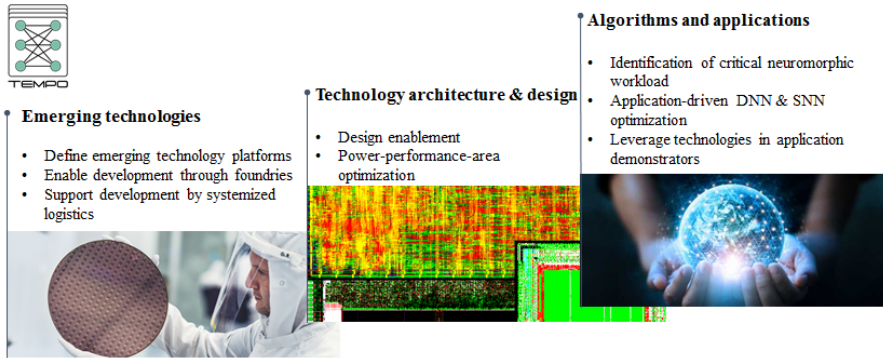 TEMPO
Emerging technologies
• Define emerging technology platforms
• Enable development through foundries
• Support development by systemized
logistics
Technology architecture & design
• Design enablement
• Power-performance-area
optimization
Algorithms and applications
• Identification of critical neuromorphic
workload
• Application-driven DNN & SNN
optimization
• Leverage technologies in application
demonstrators